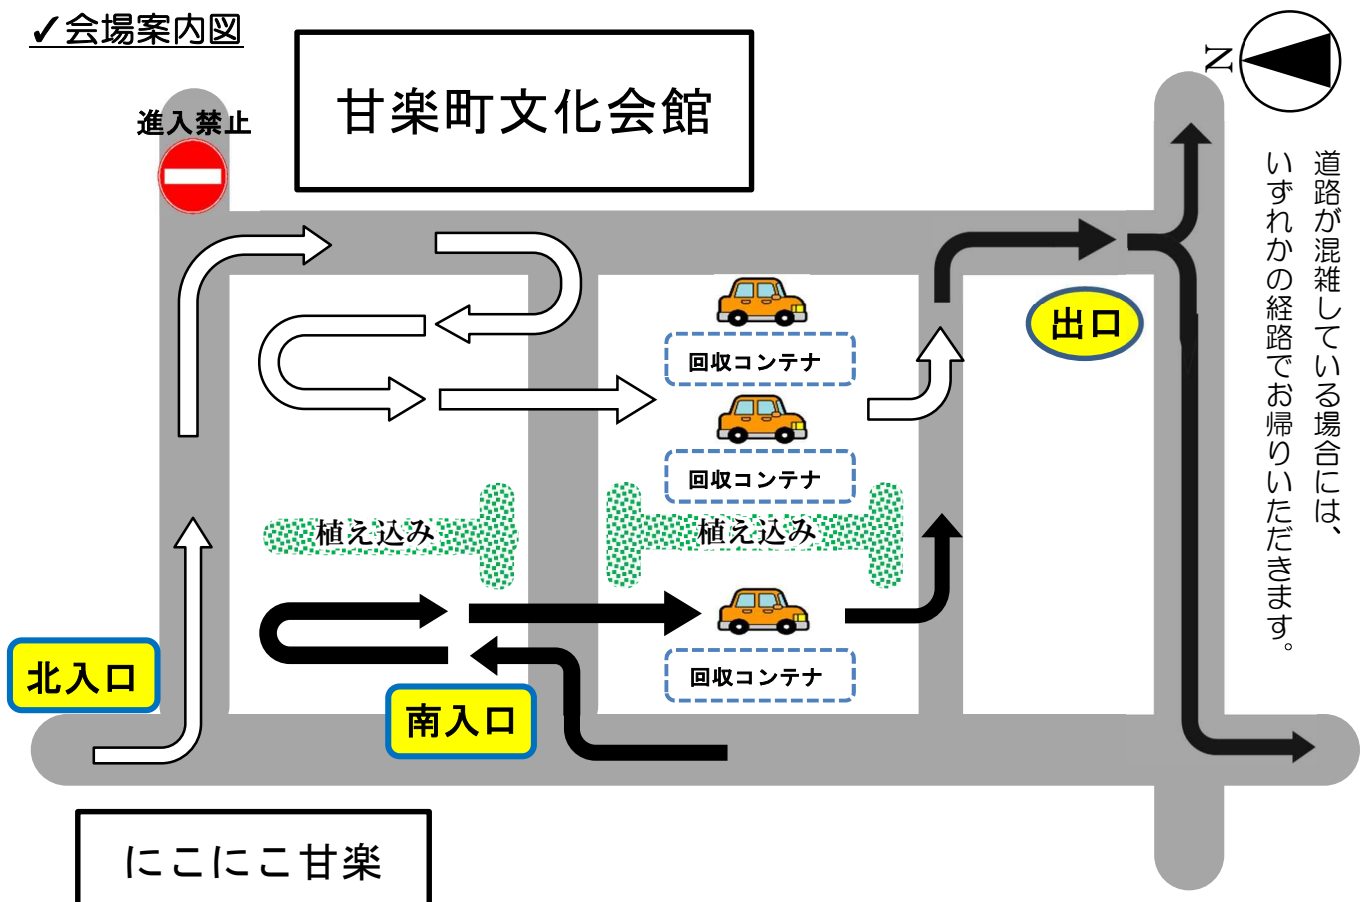 ✓会場案内図
甘楽町文化会館
進入禁止
N
道路が混雑している場合には、
いずれかの経路でお帰りいただきます。
出口
回収コンテナ
回収コンテナ
植え込み
植え込み
北入口
南入口
回収コンテナ
にこにこ甘楽